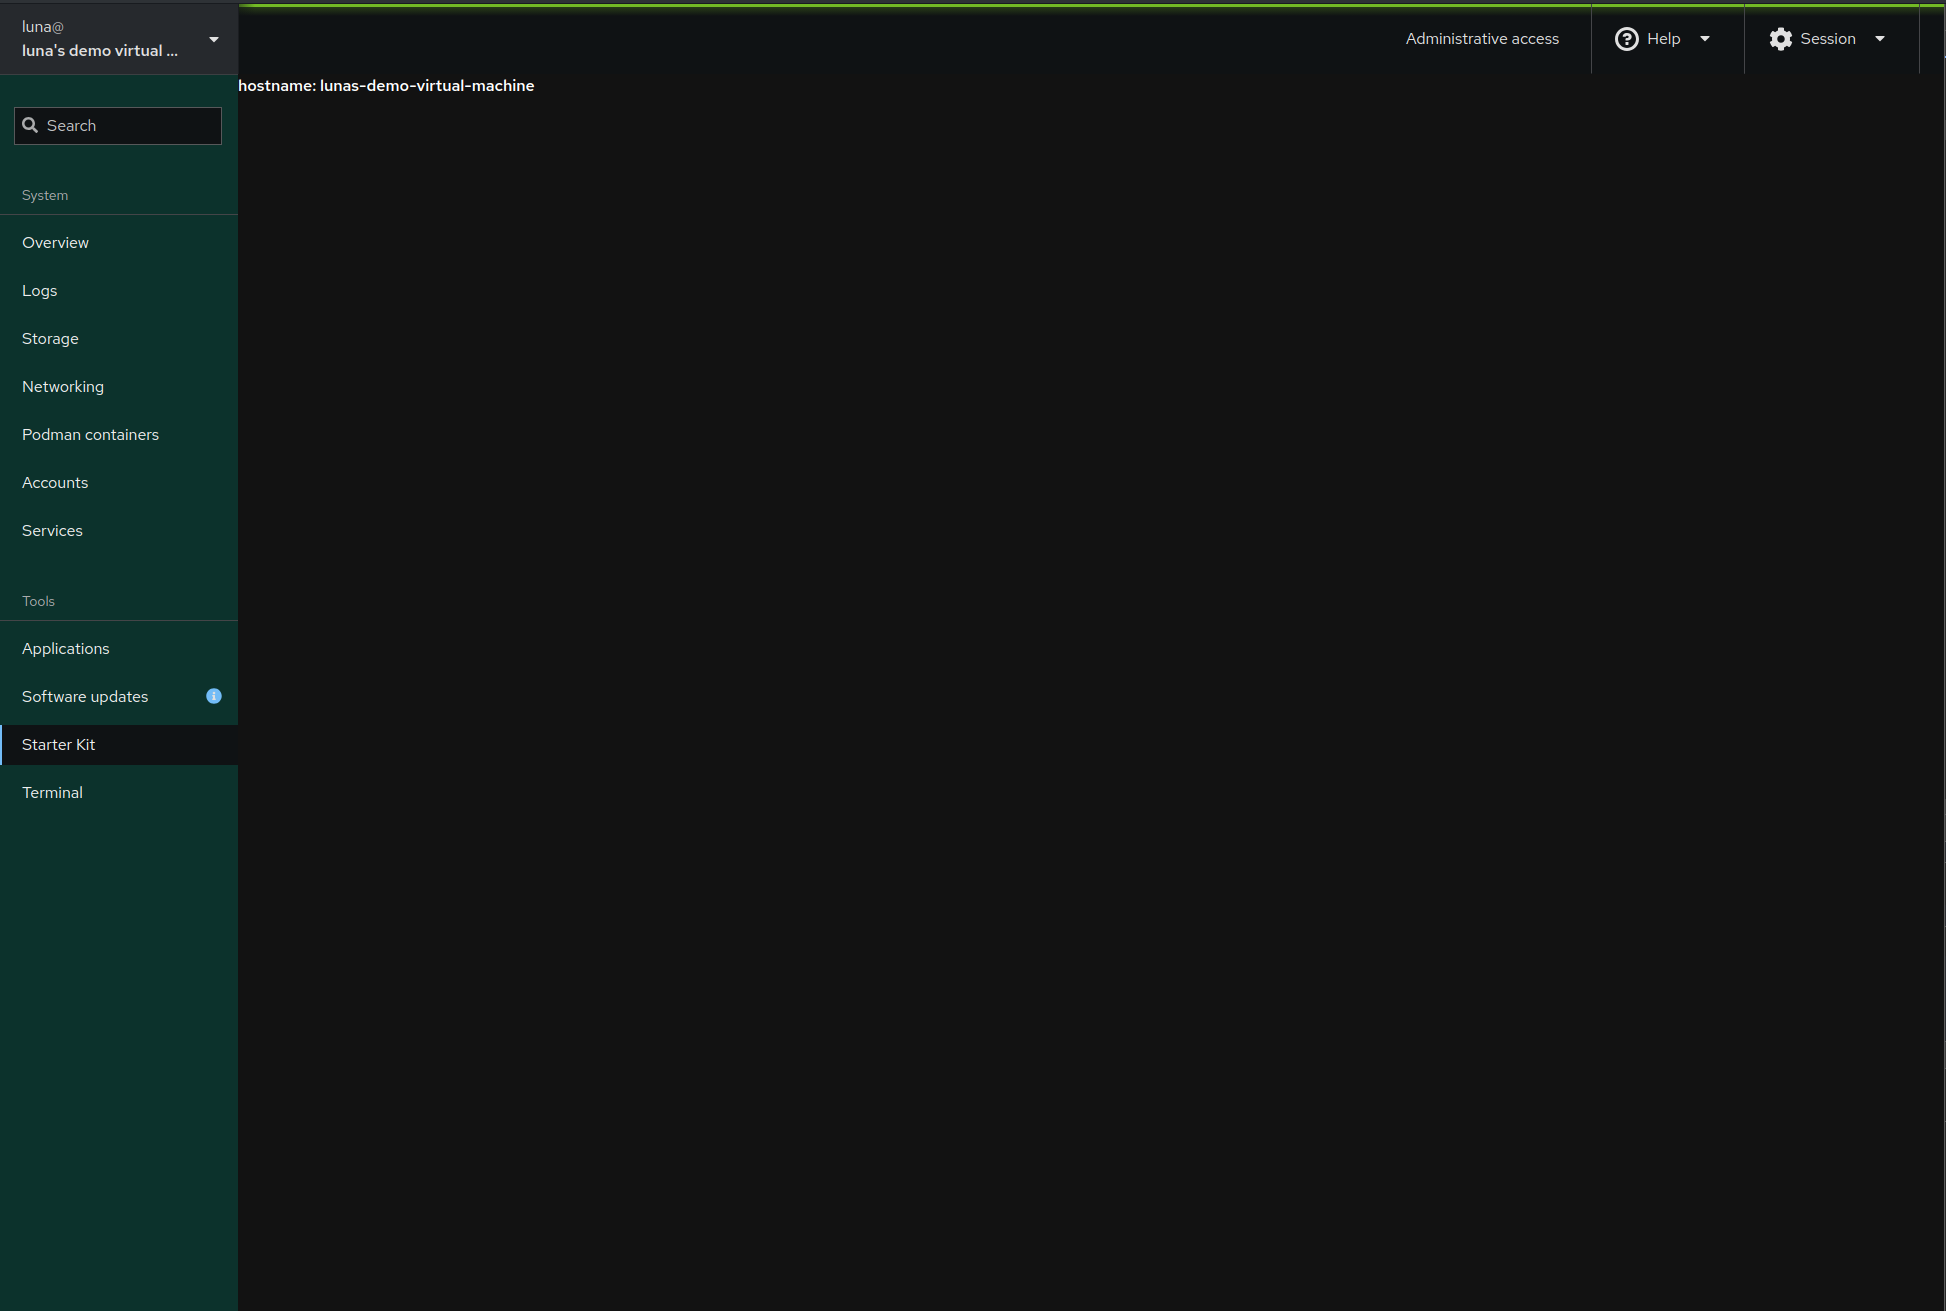 luna@
luna's demo virtual ...
Administrative access
Help
Session
hostname: lunas-demo-virtual-machine
Search
System
Overview
Logs
Storage
Networking
Podman containers
Accounts
Services
Tools
Applications
Software updates
Starter Kit
Terminal